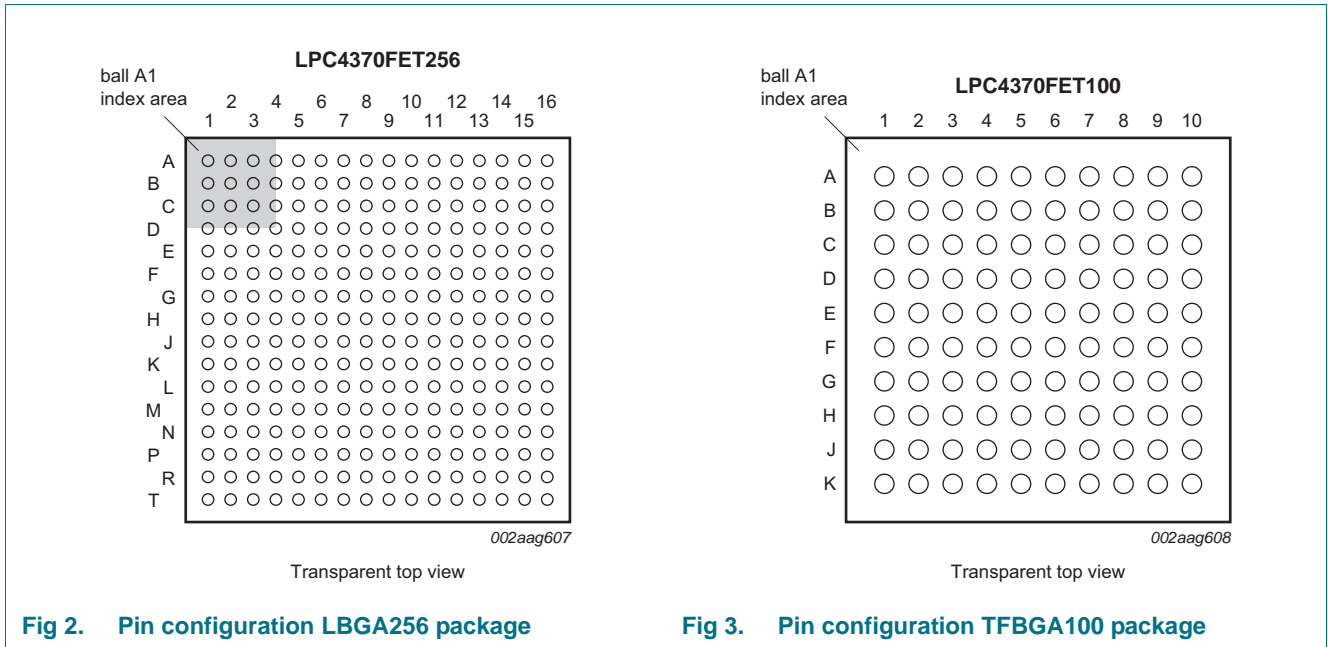 LPC4370FET256
ball A1
index area
2 4 6 8 10 12 14 16
1 3 5 7 9 11 13 15
A
B
C
D
E
F
G
H
J
K
L
M
N
P
R
T
002aag607
Transparent top view
Fig 2. Pin configuration LBGA256 package
LPC4370FET100
ball A1
index area
1 2 3 4 5 6 7 8 9 10
A
B
C
D
E
F
G
H
J
K
002aag608
Transparent top view
Fig 3. Pin configuration TFBGA100 package